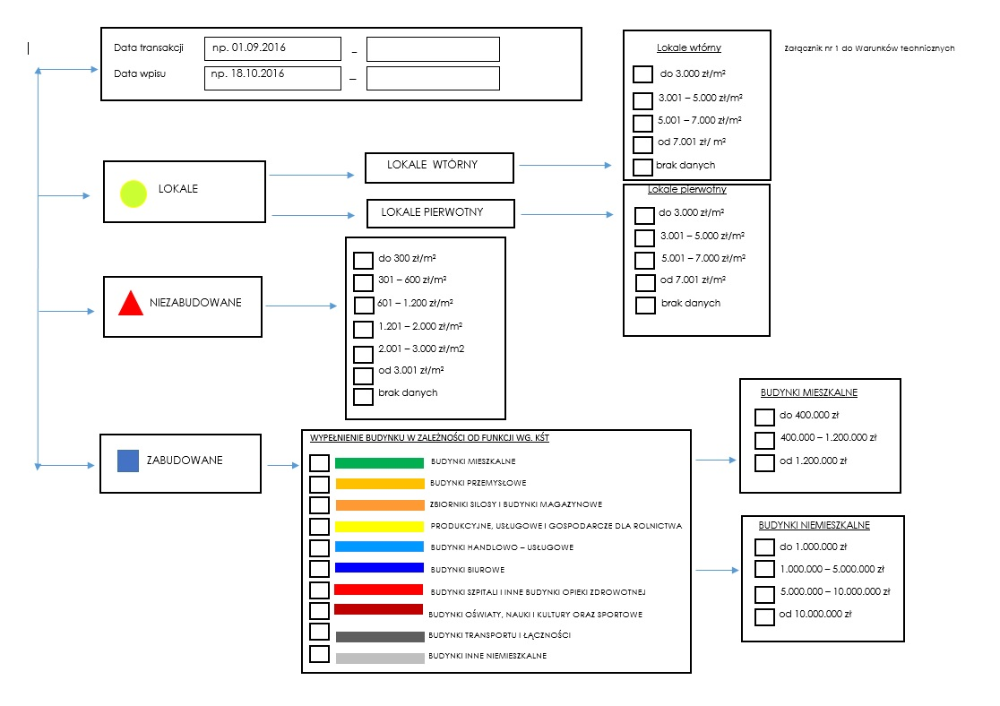 Załącznik nr 1 do Warunków technicznych
Data transakcji np. 01.09.2016 –
Data wpisu np. 18.10.2016 –
Lokale wtórny
do 3.000 zł/m²
3.001 – 5.000 zł/m²
5.001 – 7.000 zł/m²
od 7.001 zł/ m²
brak danych
LOKALE
LOKALE WTÓRNY
LOKALE PIERWOTNY
Lokale pierwotny
do 3.000 zł/m²
3.001 – 5.000 zł/m²
5.001 – 7.000 zł/m²
od 7.001 zł/m²
brak danych
NIEZABUDOWANE
do 300 zł/m²
301 – 600 zł/m²
601 – 1.200 zł/m²
1.201 – 2.000 zł/m²
2.001 – 3.000 zł/m2
od 3.001 zł/m²
brak danych
ZABUDOWANE
WYPEŁNIENIE BUDYNKU W ZALEŻNOŚCI OD FUNKCJI WG. KŚT
BUDYNKI MIESZKALNE
BUDYNKI PRZEMYSŁOWE
ZBIORNIKI SILOSY I BUDYNKI MAGAZYNOWE
PRODUKCYJNE, USŁUGOWE I GOSPODARCZE DLA ROLNICTWA
BUDYNKI HANDLOWO – USŁUGOWE
BUDYNKI BIUROWE
BUDYNKI SZPITALI I INNE BUDYNKI OPIEKI ZDROWOTNEJ
BUDYNKI OŚWIATY, NAUKI I KULTURY ORAZ SPORTOWE
BUDYNKI TRANSPORTU I ŁĄCZNOŚCI
BUDYNKI INNE NIEMIESZKALNE
BUDYNKI MIESZKALNE
do 400.000 zł
400.000 – 1.200.000 zł
od 1.200.000 zł
BUDYNKI NIEMIESZKALNE
do 1.000.000 zł
1.000.000 – 5.000.000 zł
5.000.000 – 10.000.000 zł
od 10.000.000 zł